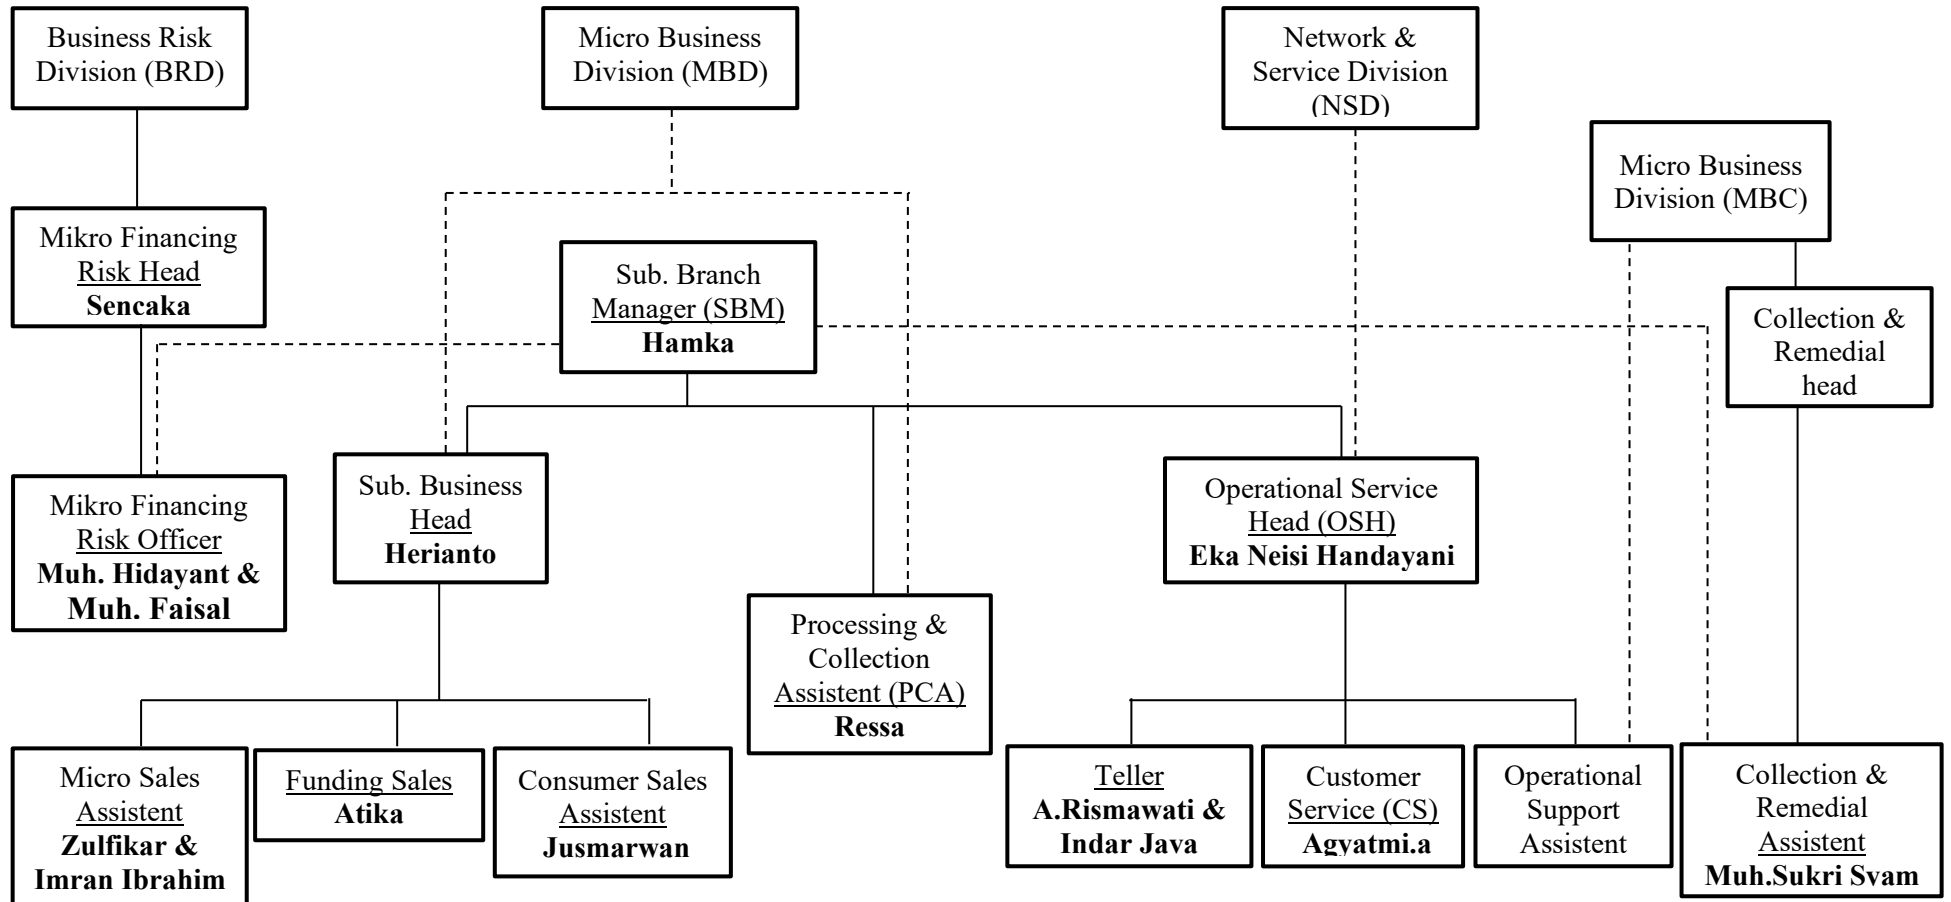 Business Risk
Division (BRD)
Micro Business
Division (MBD)
Network &
Service Division
(NSD)
Micro Business
Division (MBC)
Mikro Financing
Risk Head
Sencaka
Sub. Branch
Manager (SBM)
Hamka
Collection &
Remedial
head
Mikro Financing
Risk Officer
Muh. Hidayant &
Muh. Faisal
Sub. Business
Head
Herianto
Operational Service
Head (OSH)
Eka Neisi Handayani
Processing &
Collection
Assistent (PCA)
Ressa
Micro Sales
Assistent
Zulfikar &
Imran Ibrahim
Funding Sales
Atika
Consumer Sales
Assistent
Jusmarwan
Teller
A.Rismawati &
Indar Java
Customer
Service (CS)
Agyatmi.a
Operational
Support
Assistent
Collection &
Remedial
Assistent
Muh.Sukri Svam